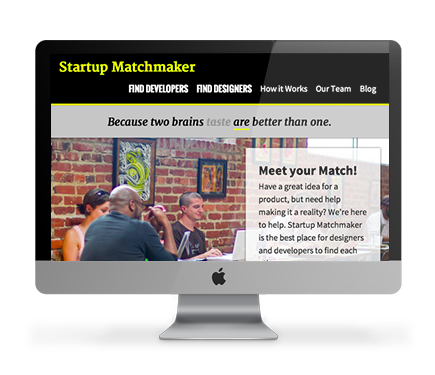 Startup Matchmaker
FIND DEVELOPERS FIND DESIGNERS How it Works Our Team Blog
Because two brains taste are better than one.
Meet your Match!
Have a great idea for a
product, but need help
making it a reality? We're here
to help. Startup Matchmaker
is the best place for designers
and developers to find each